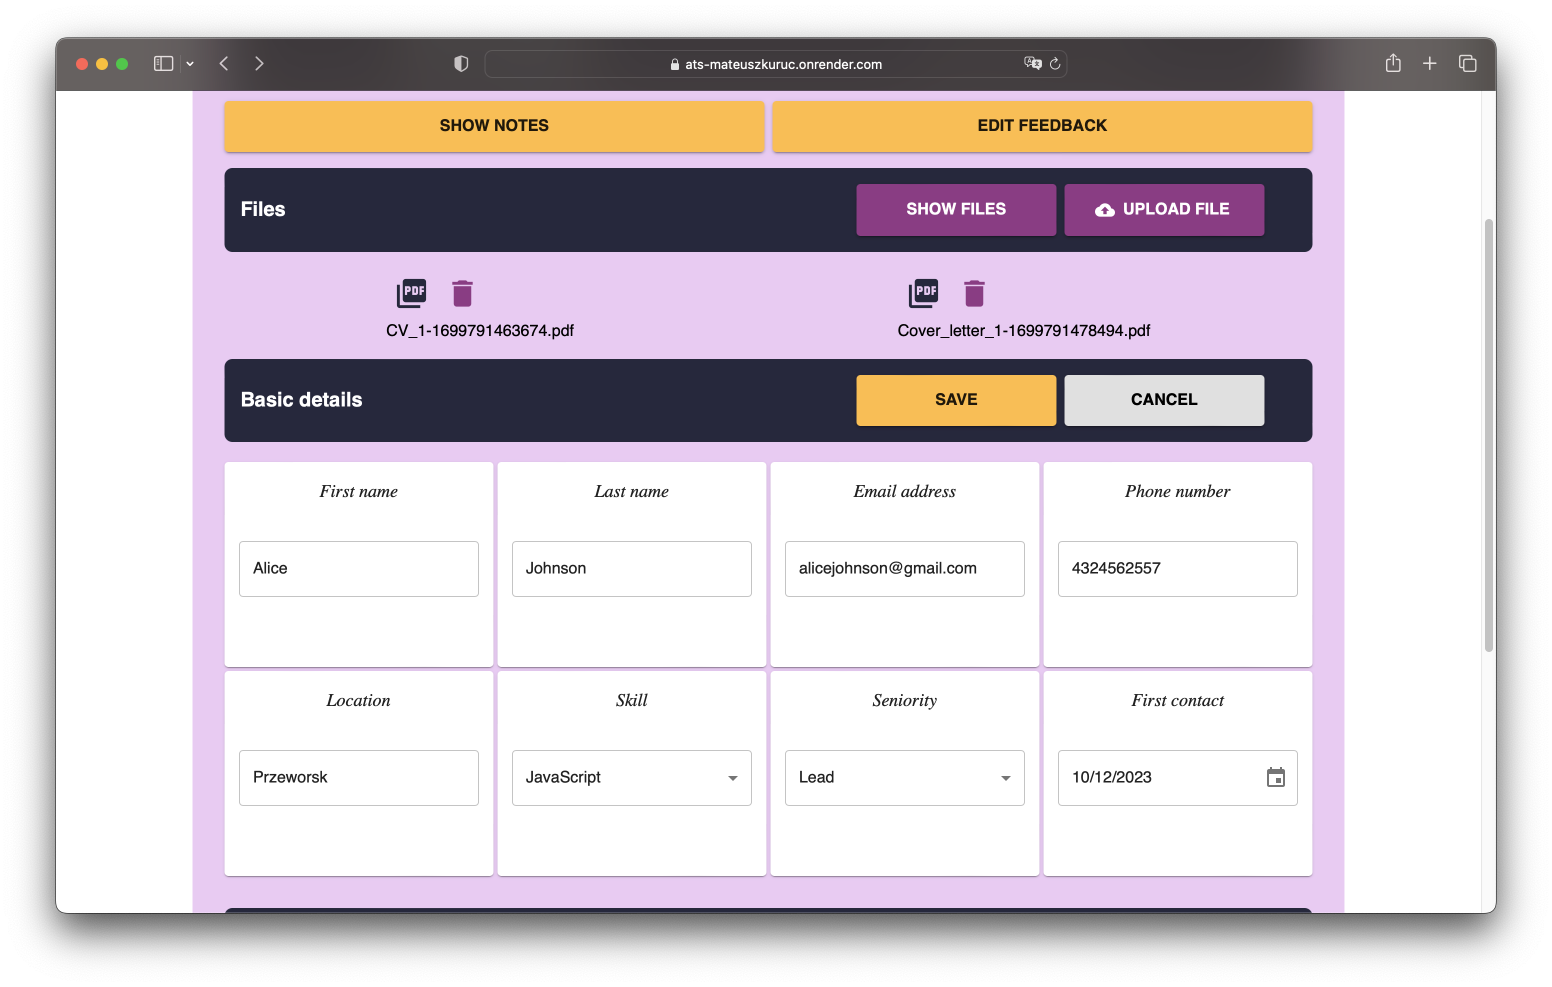 ats-mateuszkuruc.onrender.com
SHOW NOTES
EDIT FEEDBACK
Files
SHOW FILES
UPLOAD FILE
PDF
PDF
CV_1-1699791463674.pdf
Cover_letter_1-1699791478494.pdf
Basic details
SAVE
CANCEL
First name
Last name
Email address
Phone number
Alice
Johnson
alicejohnson@gmail.com
4324562557
Location
Skill
Seniority
First contact
Przeworsk
JavaScript
Lead
10/12/2023